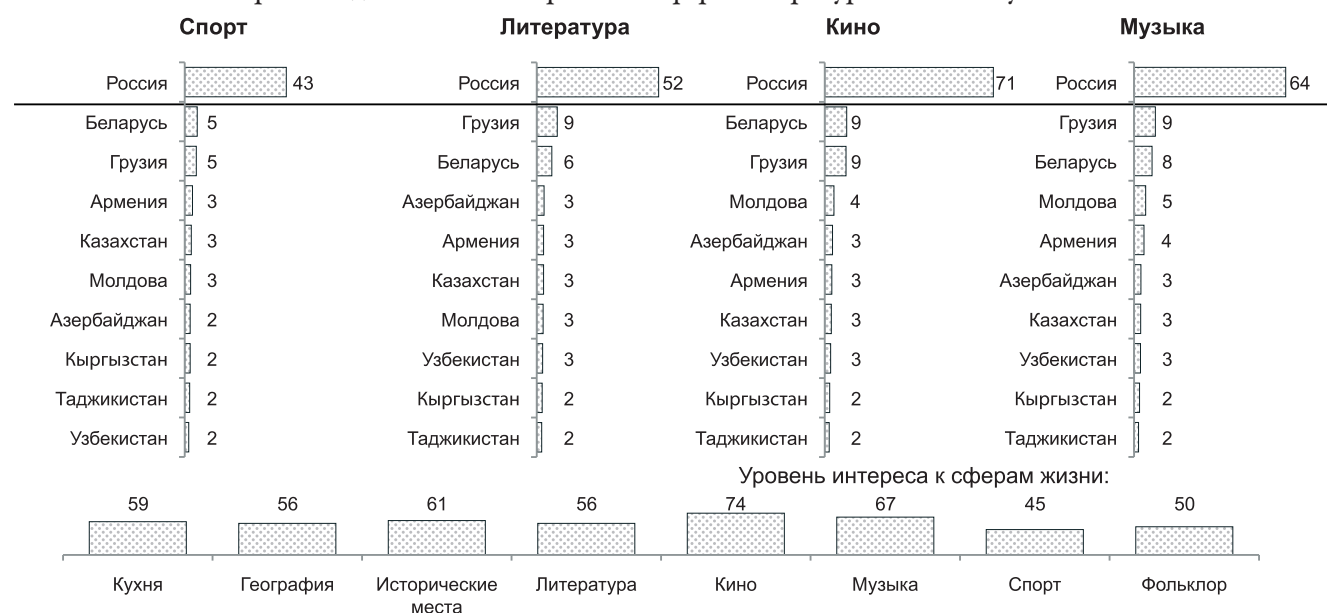 Спорт Литература Кино Музыка
Россия 43 Россия 52 Россия 71 Россия 64
Беларусь 5 Грузия 9 Беларусь 9 Грузия 9
Грузия 5 Беларусь 6 Грузия 9 Беларусь 8
Армения 3 Азербайджан 3 Молдова 4 Молдова 5
Казахстан 3 Армения 3 Азербайджан 3 Армения 4
Молдова 3 Казахстан 3 Армения 3 Азербайджан 3
Азербайджан 2 Молдова 3 Казахстан 3 Казахстан 3
Кыргызстан 2 Узбекистан 3 Узбекистан 3 Узбекистан 3
Таджикистан 2 Кыргызстан 2 Кыргызстан 2 Кыргызстан 2
Узбекистан 2 Таджикистан 2 Таджикистан 2 Таджикистан 2
Уровень интереса к сферам жизни:
59 56 61 56 74 67 45 50
Кухня География Исторические Литература Кино Музыка Спорт Фольклор
места